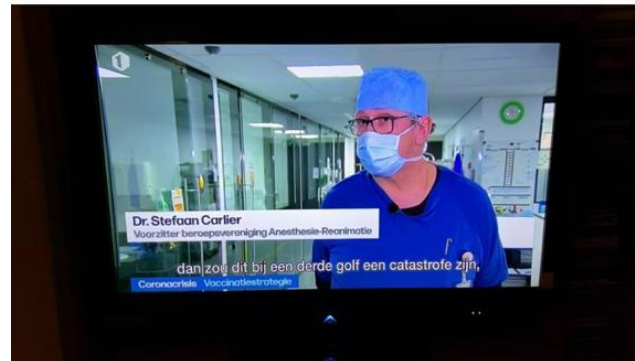 1
Dr. Stefaan Carlier
Voorzitter beroepsvereniging Anesthesie-Reanimatie
dan zou dit bij een derde golf een catastrofe zijn,
Coronacrisis Vaccinatiestrategie